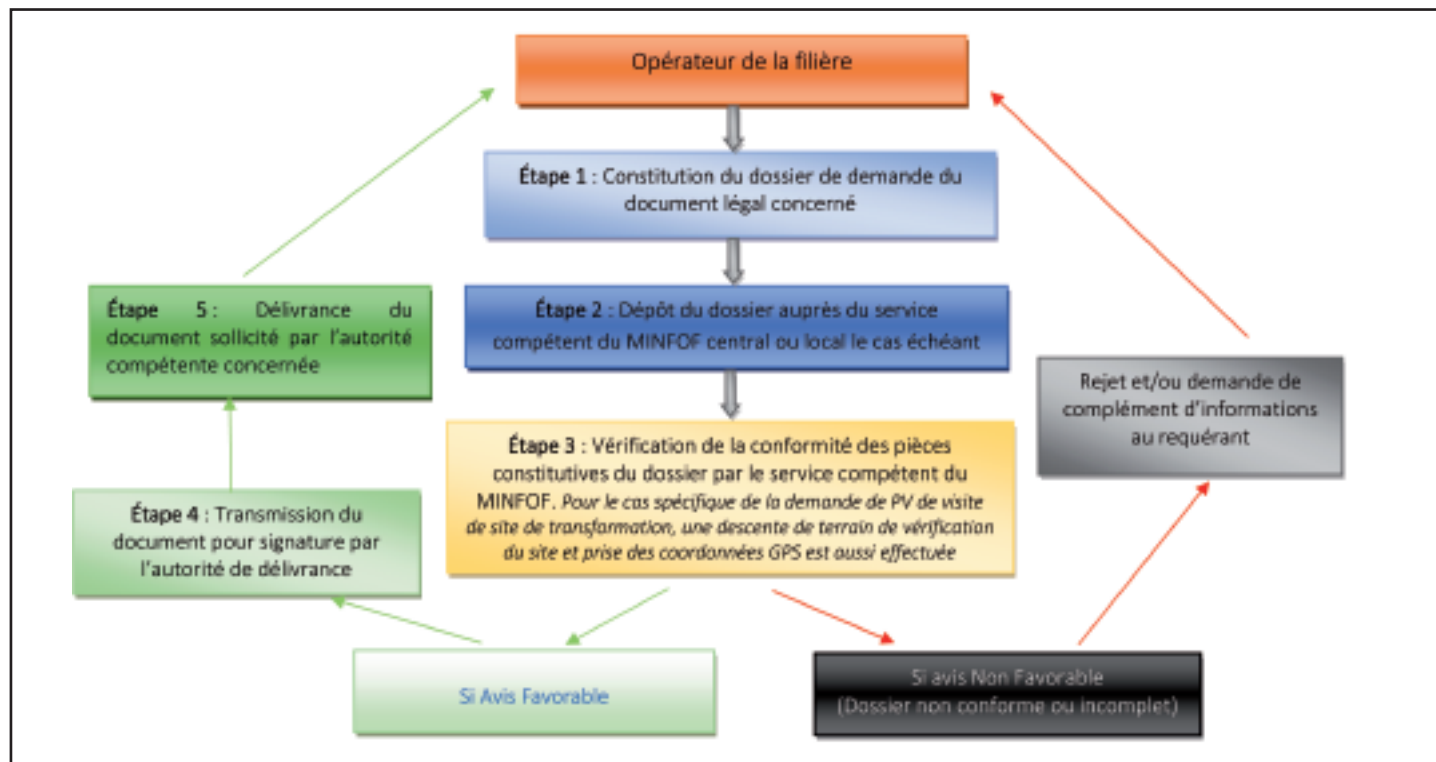 Opérateur de la filière
Étape 1 : Constitution du dossier de demande du
document légal concerné
Étape 2 : Dépôt du dossier auprès du service
compétent du MINFOF central ou local le cas échéant
Étape 3 : Vérification de la conformité des pièces
constitutives du dossier par le service compétent du
MINFOF. Pour le cas spécifique de la demande de PV de visite
de site de transformation, une descente de terrain de vérification
du site et prise des coordonnées GPS est aussi effectuée
Si Avis Favorable
Étape 4 : Transmission du
document pour signature par
l'autorité de délivrance
Étape 5 : Délivrance du
document sollicité par l'autorité
compétente concernée
Si avis Non Favorable
(Dossier non conforme ou incomplet)
Rejet et/ou demande de
complément d'informations
au requérant